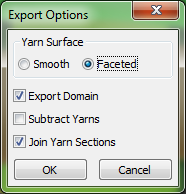 Export Options
Yarn Surface
Smooth Faceted
Export Domain
Subtract Yarns
Join Yarn Sections
OK Cancel